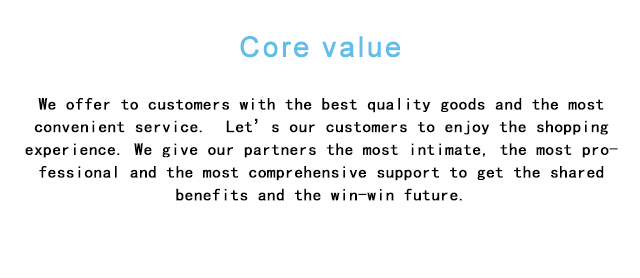 Core value
We offer to customers with the best quality goods and the most
convenient service.  Let’s our customers to enjoy the shopping
experience. We give our partners the most intimate, the most pro-
fessional and the most comprehensive support to get the shared
benefits and the win-win future.